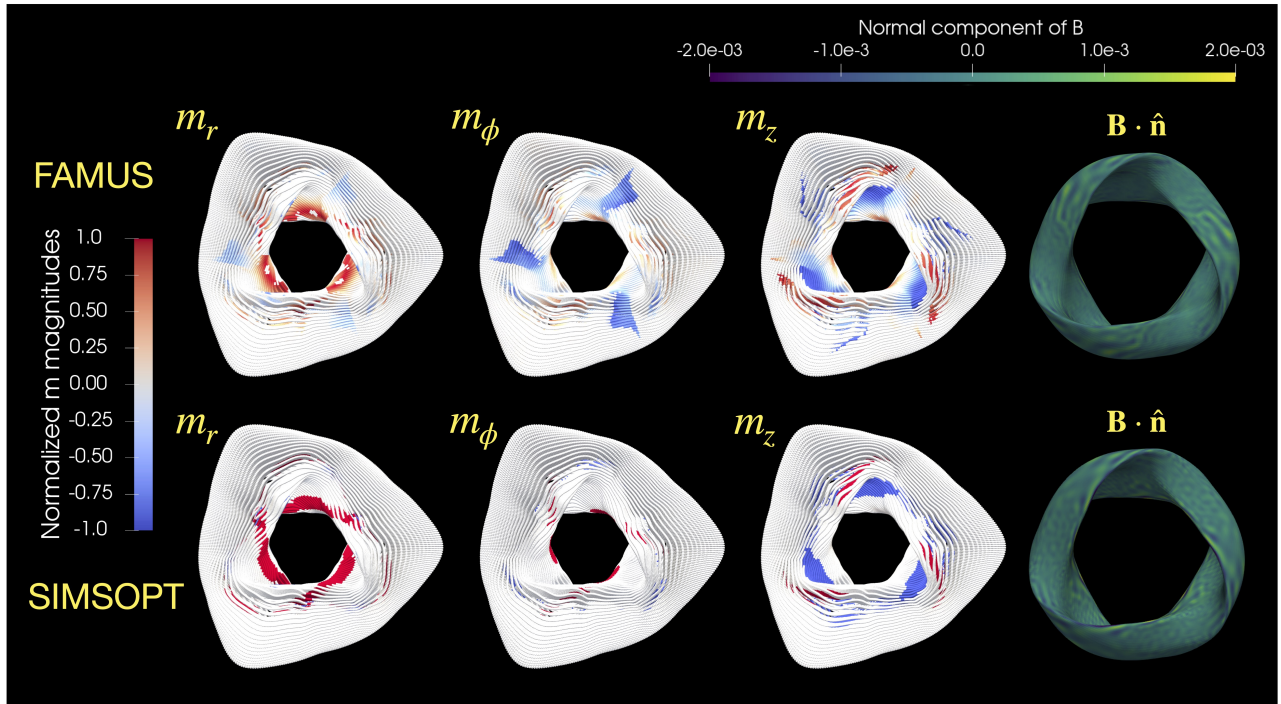 Normal component of B
-2.0e-03 -1.0e-3 0.0 1.0e-3 2.0e-03
m_r m_ϕ m_z B · n̂
FAMUS
Normalized m magnitudes
1.0
0.75
0.50
0.25
0.00
-0.25
-0.50
-0.75
-1.0
m_r m_ϕ m_z B · n̂
SIMSOPT